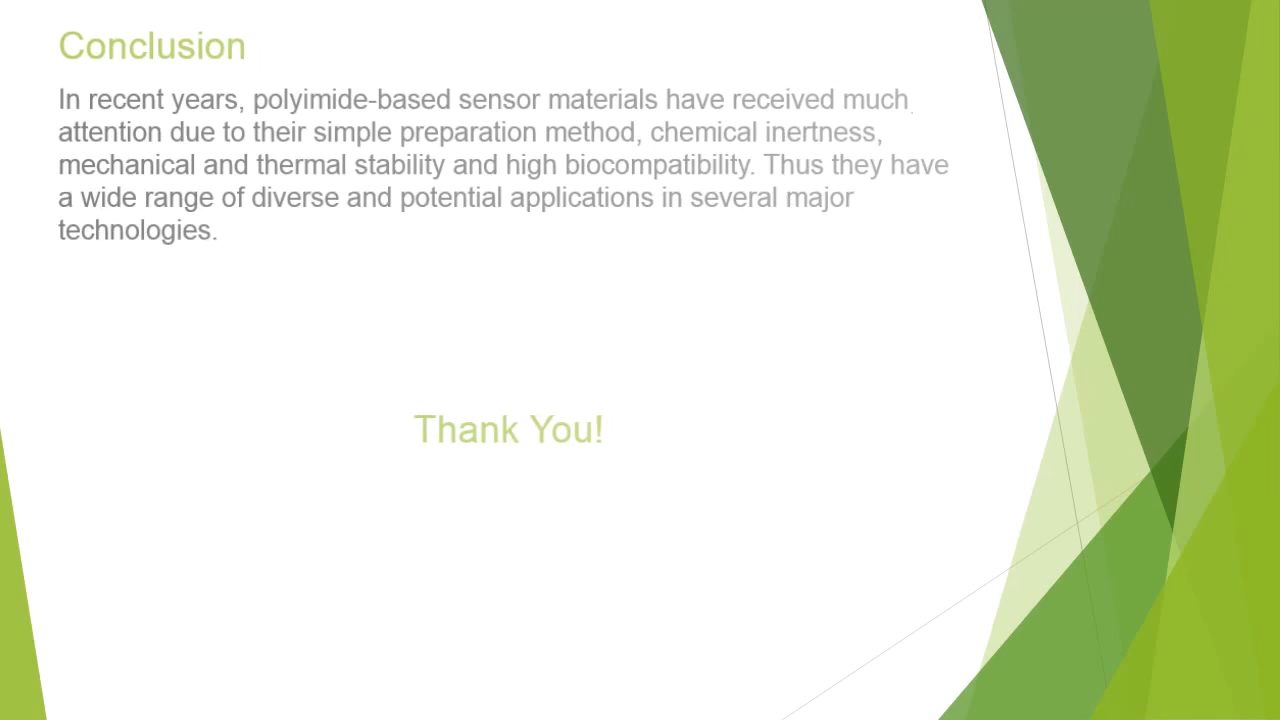 Conclusion
In recent years, polyimide-based sensor materials have received much
attention due to their simple preparation method, chemical inertness,
mechanical and thermal stability and high biocompatibility. Thus they have
a wide range of diverse and potential applications in several major
technologies.
Thank You!